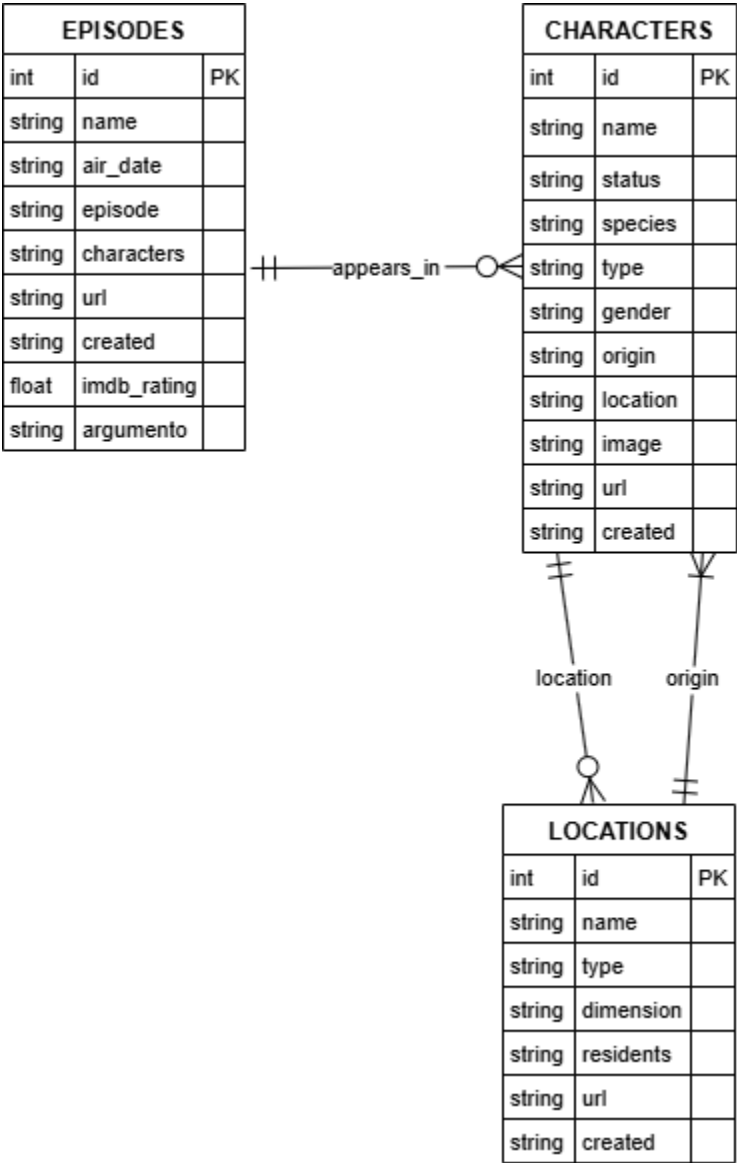 EPISODES
int id PK
string name
string air_date
string episode
string characters
string url
string created
float imdb_rating
string argumento
appears_in
CHARACTERS
int id PK
string name
string status
string species
string type
string gender
string origin
string location
string image
string url
string created
location origin
LOCATIONS
int id PK
string name
string type
string dimension
string residents
string url
string created